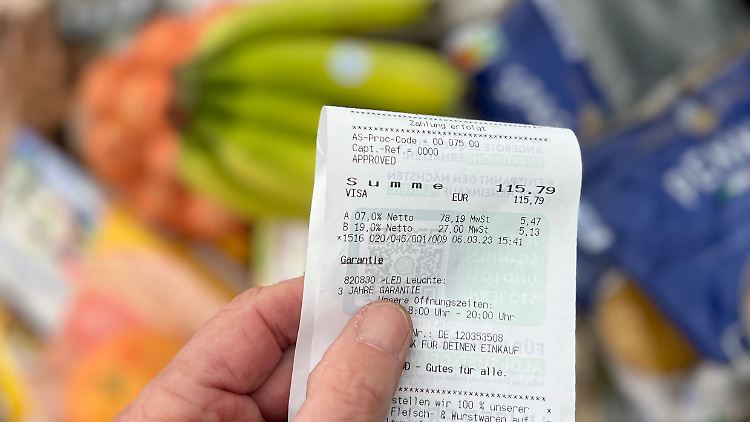 Zahlung erfolgt
******************************
AS-Proc-Code = 00 075 00
Capt.-Ref.= 0000
APPROVED
Summe 115.79
VISA EUR 115,79
A 07,0% Netto 78,19 MwSt 5,47
B 19,0% Netto 27,00 MwSt 5,13
*1516 020/045/001/009 06.03.23 15:41
Garantie
820830 >LED Leuchte:
3 JAHRE GARANTIE
Unsere Öffnungszeiten:
8:00 Uhr - 20:00 Uhr
Nr.: DE 120353508
FÜR DEINEN EINKAUF
- Gutes für alle.
******************************
stellen wir 100 % unserer
Fleisch- & Wurstwaren auf